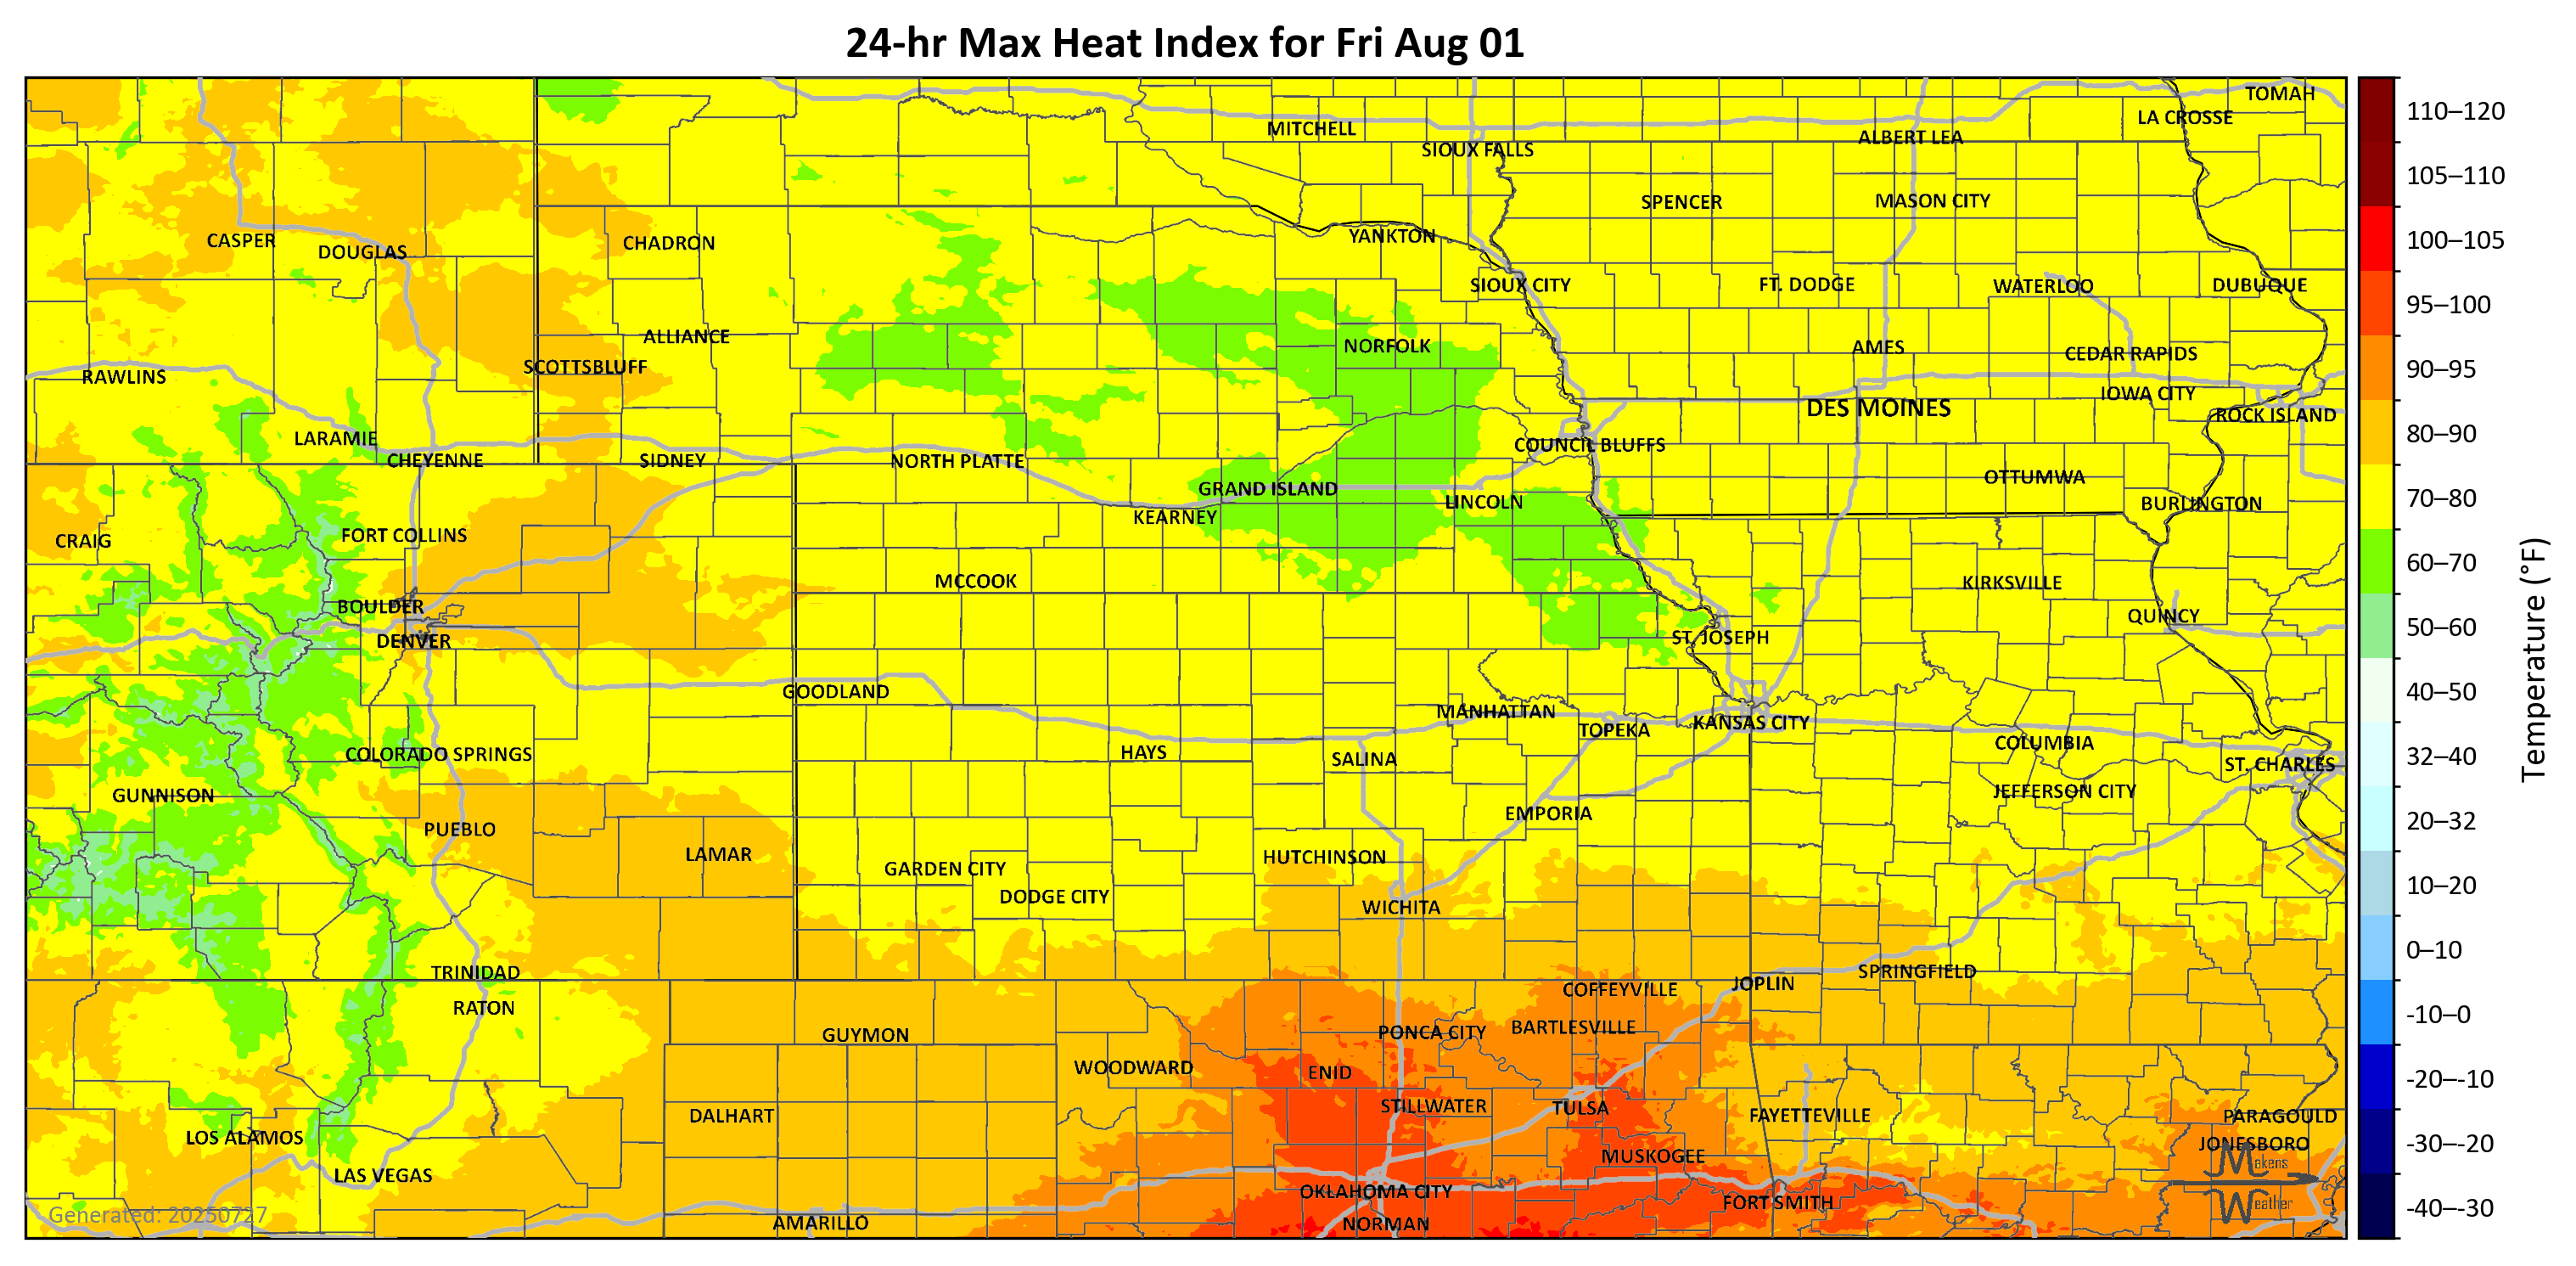 24-hr Max Heat Index for Fri Aug 01
TOMAH
LA CROSSE
MITCHELL
ALBERT LEA
SIOUX FALLS
SPENCER
MASON CITY
CASPER
DOUGLAS
CHADRON
YANKTON
SIOUX CITY
FT. DODGE
WATERLOO
DUBUQUE
ALLIANCE
NORFOLK
AMES
CEDAR RAPIDS
RAWLINS
SCOTTSBLUFF
IOWA CITY
DES MOINES
ROCK ISLAND
LARAMIE
COUNCIL BLUFFS
CHEYENNE
SIDNEY
NORTH PLATTE
OTTUMWA
GRAND ISLAND
LINCOLN
BURLINGTON
KEARNEY
CRAIG
FORT COLLINS
MCCOOK
KIRKSVILLE
BOULDER
QUINCY
DENVER
ST. JOSEPH
GOODLAND
MANHATTAN
TOPEKA
KANSAS CITY
COLORADO SPRINGS
HAYS
SALINA
COLUMBIA
ST. CHARLES
GUNNISON
JEFFERSON CITY
EMPORIA
PUEBLO
LAMAR
GARDEN CITY
HUTCHINSON
DODGE CITY
WICHITA
TRINIDAD
SPRINGFIELD
JOPLIN
COFFEYVILLE
RATON
GUYMON
PONCA CITY
BARTLESVILLE
WOODWARD
ENID
DALHART
STILLWATER
TULSA
FAYETTEVILLE
PARAGOULD
LOS ALAMOS
JONESBORO
MUSKOGEE
LAS VEGAS
OKLAHOMA CITY
FORT SMITH
AMARILLO
NORMAN
Generated: 20250727
Makens
Weather
110–120
105–110
100–105
95–100
90–95
80–90
70–80
60–70
50–60
40–50
32–40
20–32
10–20
0–10
-10–0
-20–-10
-30–-20
-40–-30
Temperature (°F)